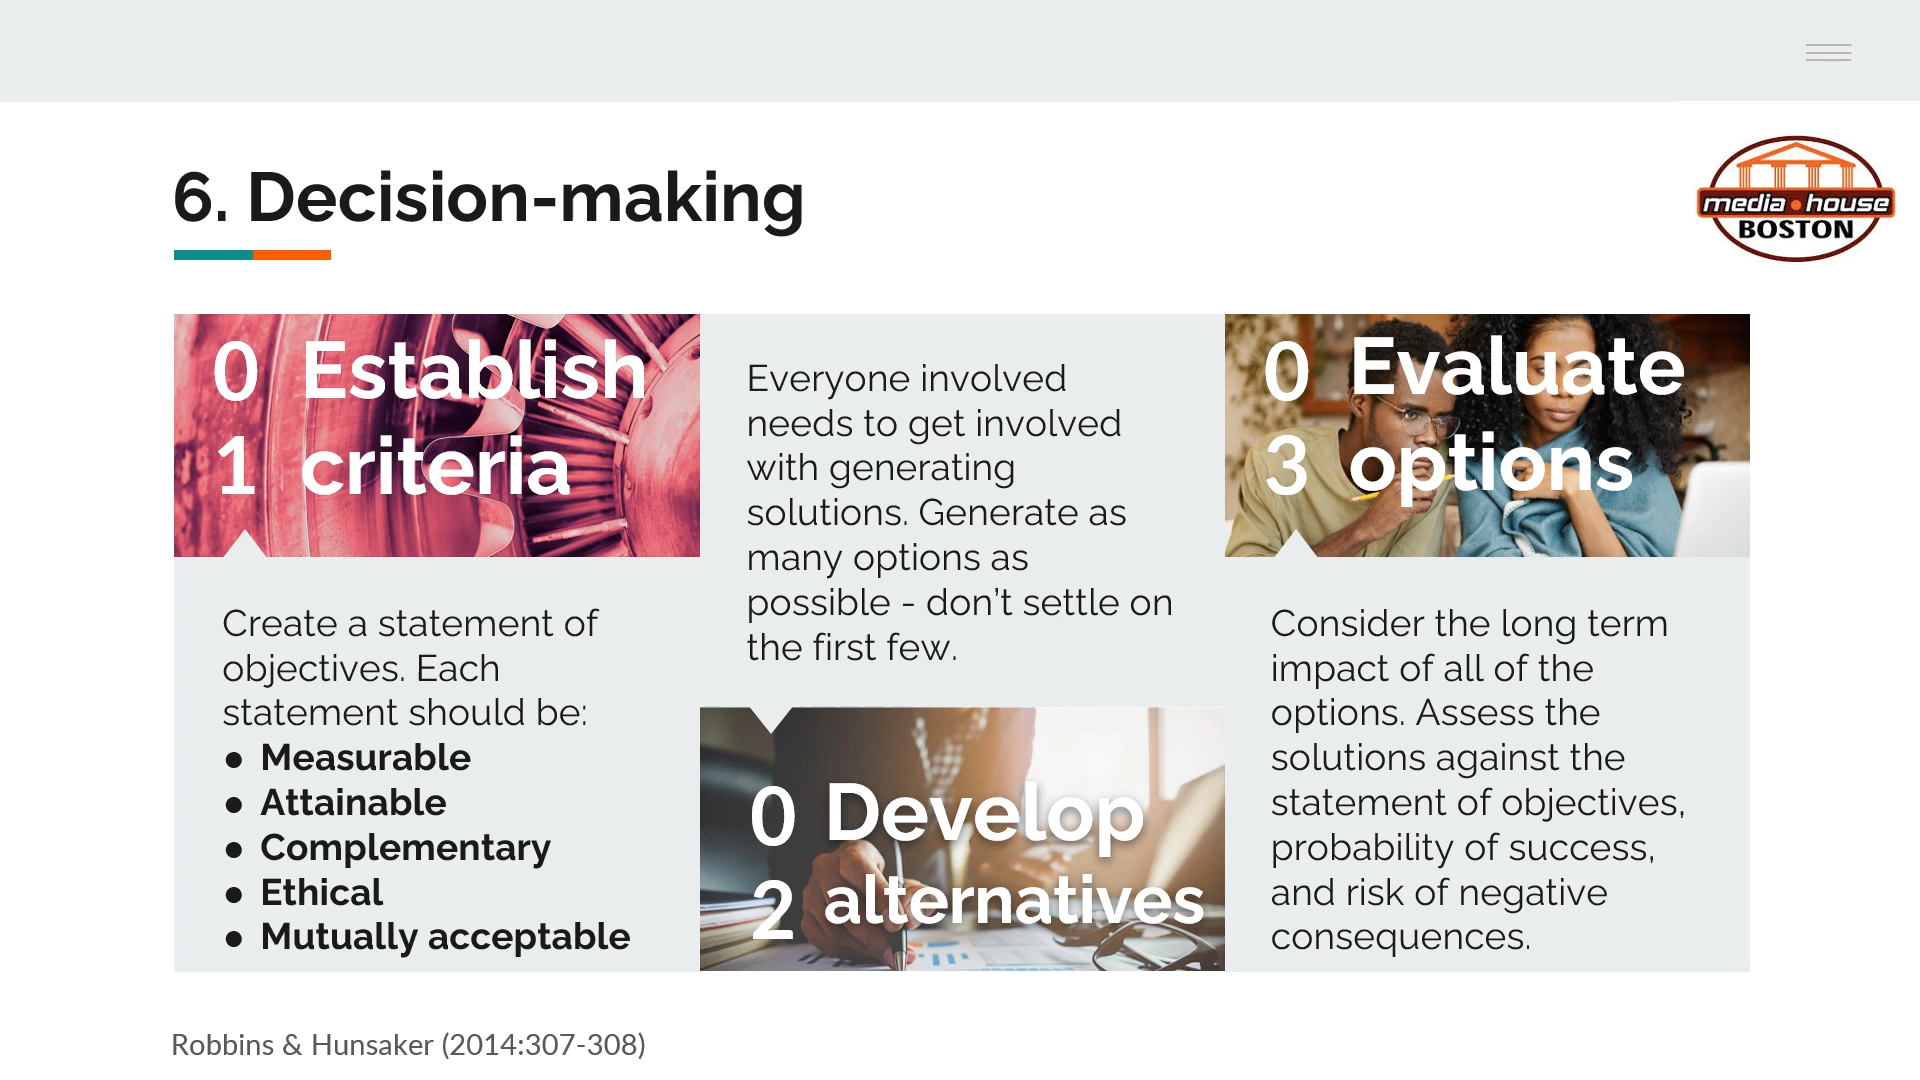 6. Decision-making
media • house
BOSTON
0 Establish
1 criteria
Create a statement of
objectives. Each
statement should be:
● Measurable
● Attainable
● Complementary
● Ethical
● Mutually acceptable
Everyone involved
needs to get involved
with generating
solutions. Generate as
many options as
possible - don’t settle on
the first few.
0 Develop
2 alternatives
0 Evaluate
3 options
Consider the long term
impact of all of the
options. Assess the
solutions against the
statement of objectives,
probability of success,
and risk of negative
consequences.
Robbins & Hunsaker (2014:307-308)